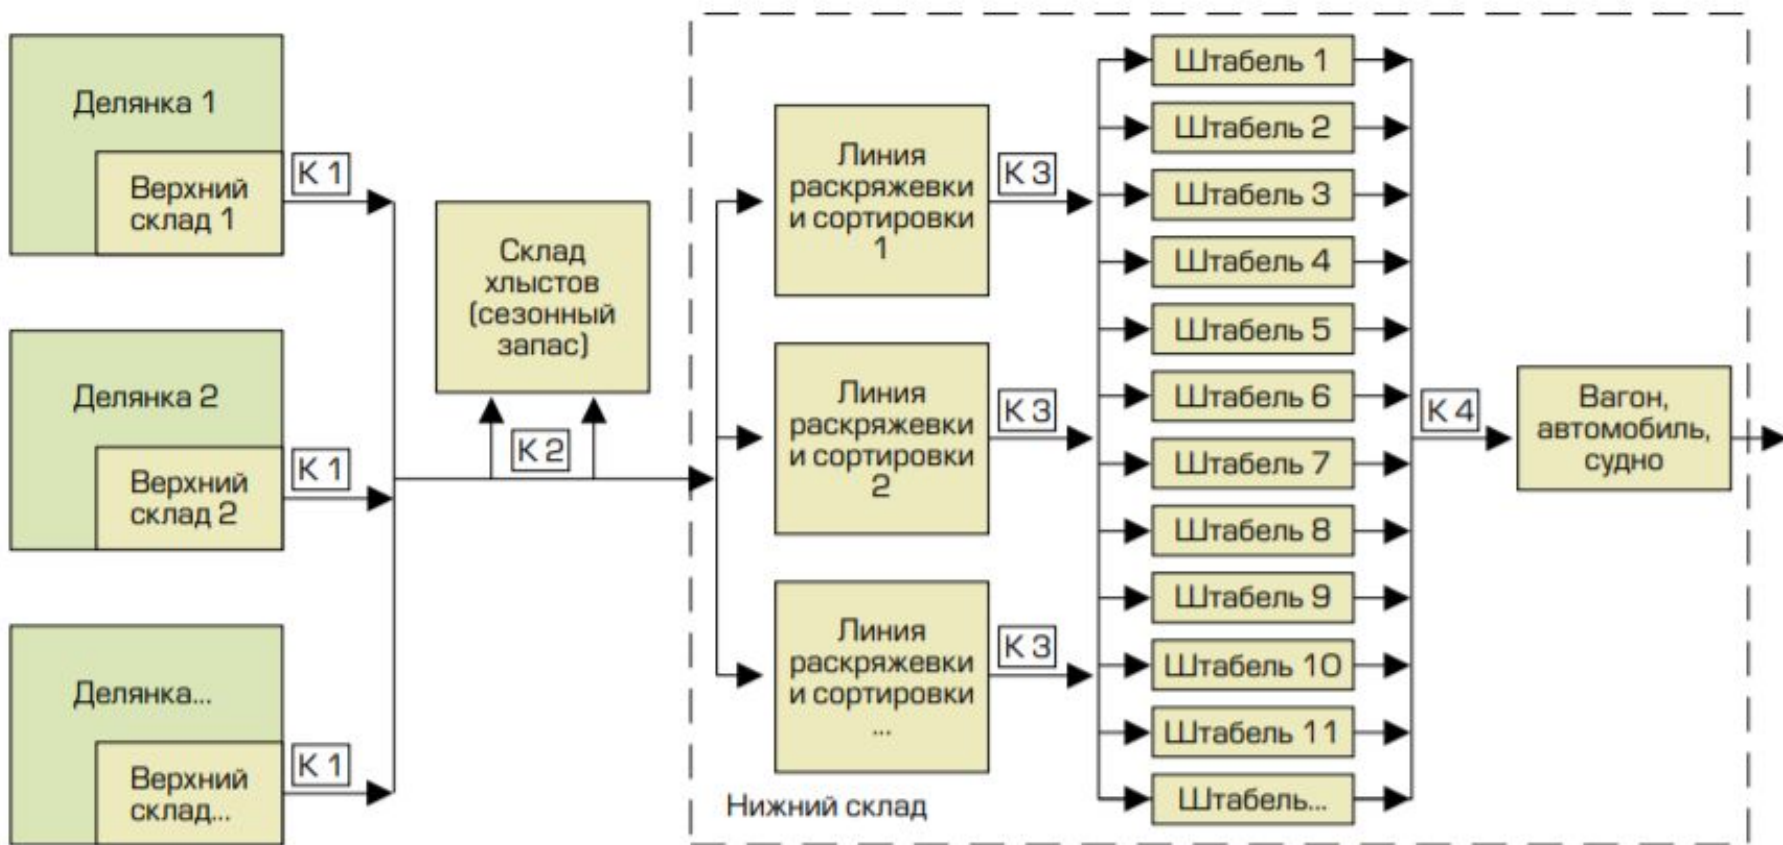 Делянка 1
Верхний
склад 1
К 1
Делянка 2
Верхний
склад 2
К 1
Делянка...
Верхний
склад...
К 1
Склад
хлыстов
(сезонный
запас)
К 2
Линия
раскряжевки
и сортировки
1
К 3
Линия
раскряжевки
и сортировки
2
К 3
Линия
раскряжевки
и сортировки
...
К 3
Нижний склад
Штабель 1
Штабель 2
Штабель 3
Штабель 4
Штабель 5
Штабель 6
Штабель 7
Штабель 8
Штабель 9
Штабель 10
Штабель 11
Штабель...
К 4
Вагон,
автомобиль,
судно